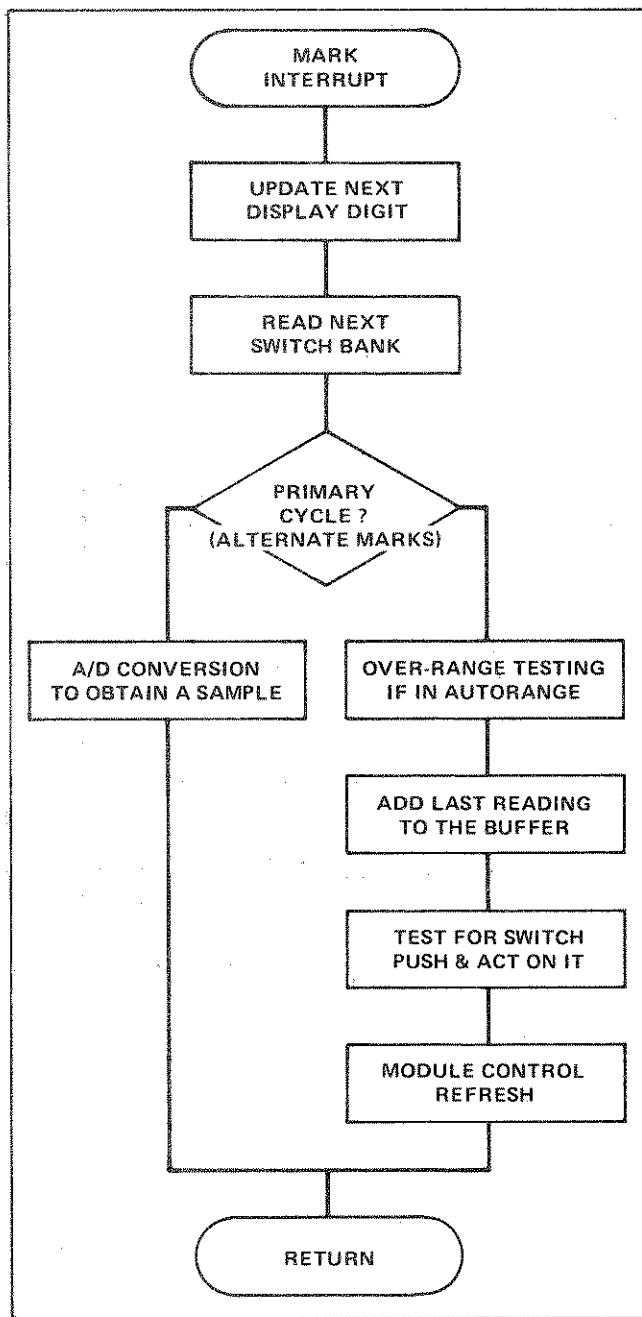 MARK
INTERRUPT
UPDATE NEXT
DISPLAY DIGIT
READ NEXT
SWITCH BANK
PRIMARY
CYCLE ?
(ALTERNATE MARKS)
A/D CONVERSION
TO OBTAIN A SAMPLE
OVER-RANGE TESTING
IF IN AUTORANGE
ADD LAST READING
TO THE BUFFER
TEST FOR SWITCH
PUSH & ACT ON IT
MODULE CONTROL
REFRESH
RETURN